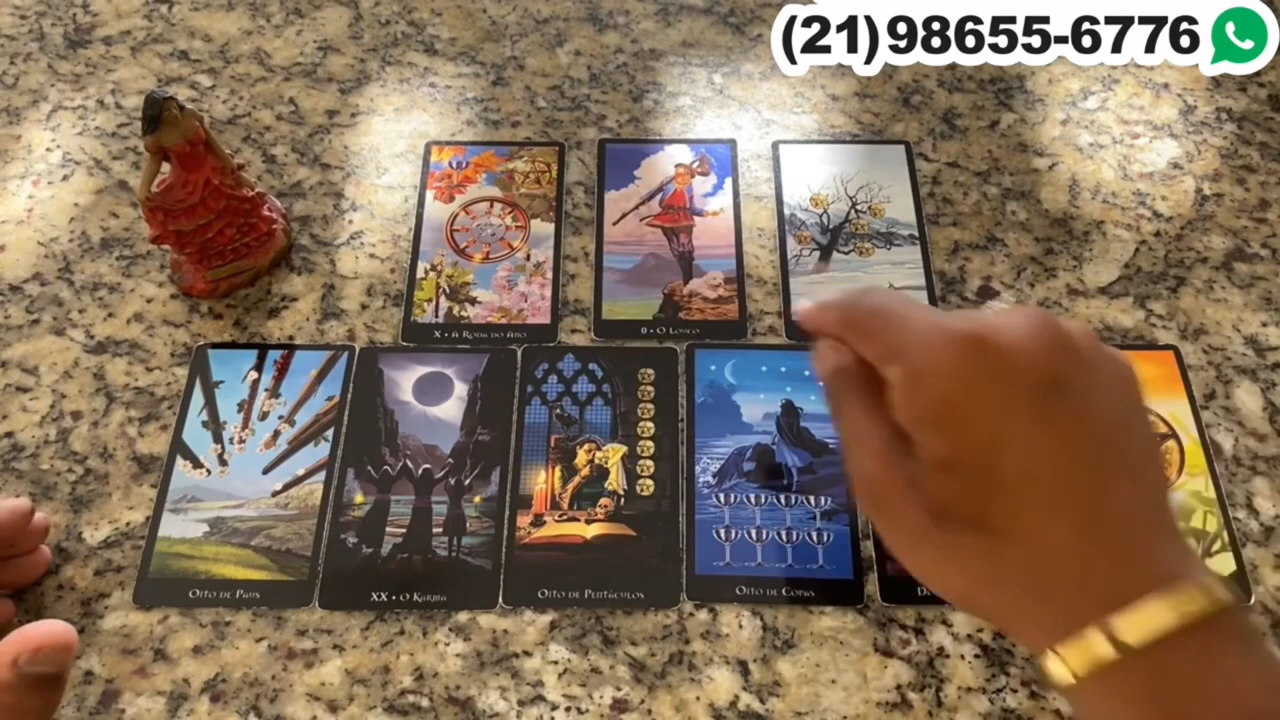 (21)98655-6776
X • A Roda do Ano
0 • O Louco
Oito de Paus
XX • O Karma
Oito de Pentáculos
Oito de Copas